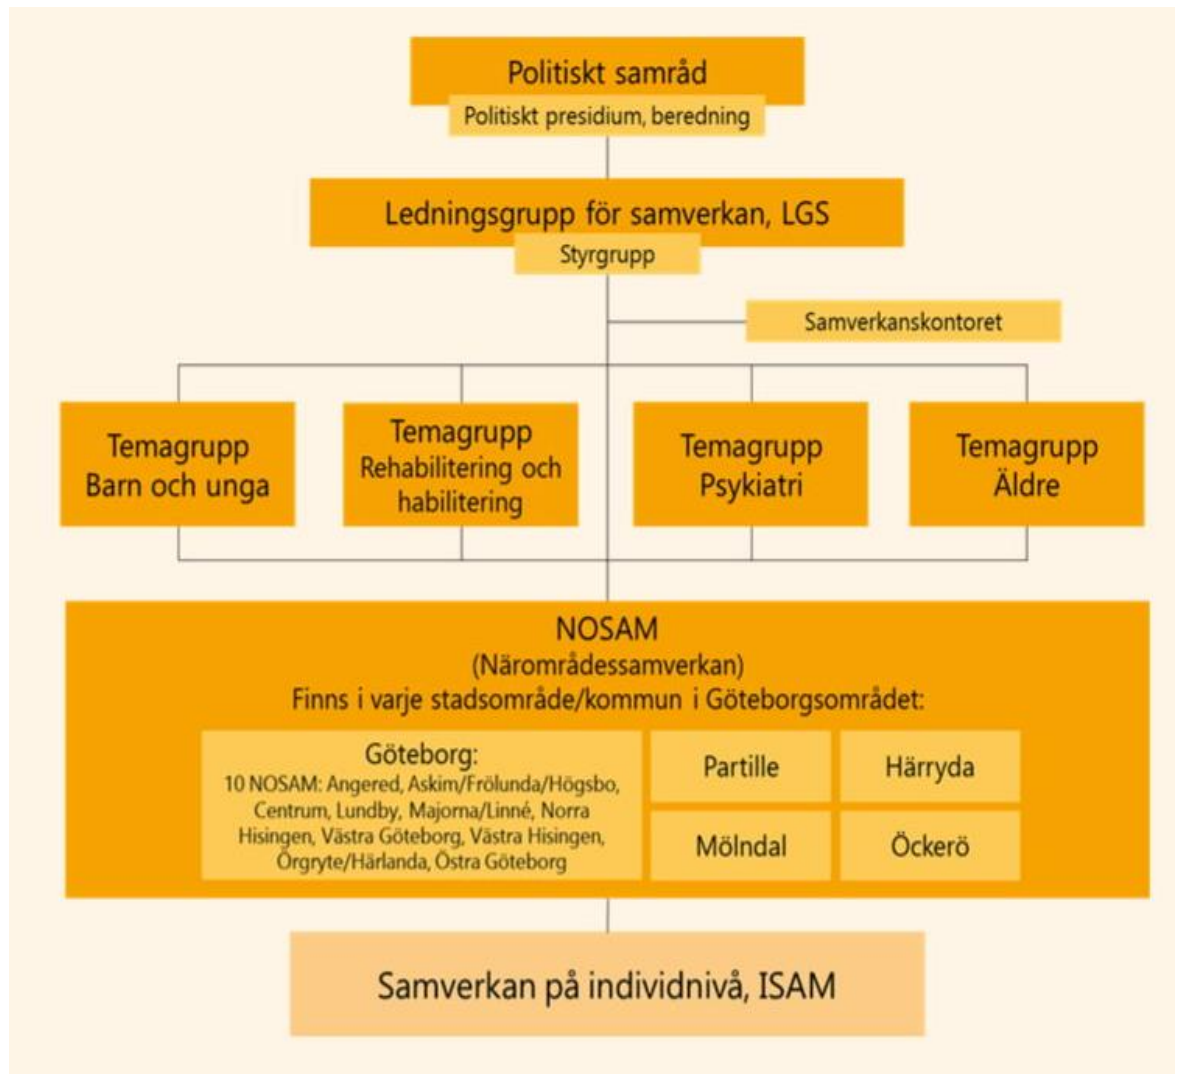 Politiskt samråd
Politiskt presidium, beredning
Ledningsgrupp för samverkan, LGS
Styrgrupp
Samverkanskontoret
Temagrupp
Barn och unga
Temagrupp
Rehabilitering och
habilitering
Temagrupp
Psykiatri
Temagrupp
Äldre
NOSAM
(Närområdessamverkan)
Finns i varje stadsområde/kommun i Göteborgsområdet:
Göteborg:
10 NOSAM: Angered, Askim/Frölunda/Högsbo,
Centrum, Lundby, Majorna/Linné, Norra
Hisingen, Västra Göteborg, Västra Hisingen,
Örgryte/Härlanda, Östra Göteborg
Partille
Härryda
Mölndal
Öckerö
Samverkan på individnivå, ISAM